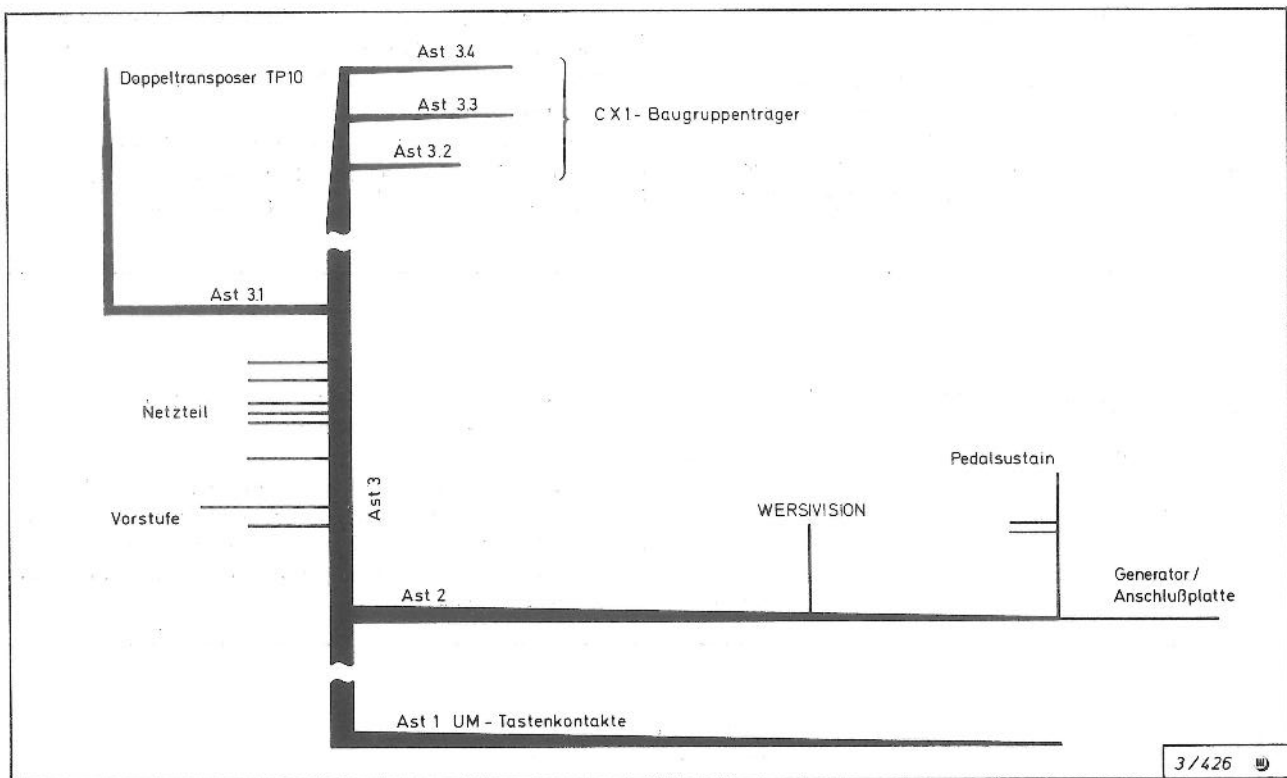 Ast 3.4
Doppeltransposer TP10
Ast 3.3
CX1 - Baugruppenträger
Ast 3.2
Ast 3.1
Netzteil
Pedalsustain
Ast 3
WERSIVISION
Vorstufe
Generator /
Anschlußplatte
Ast 2
Ast 1 UM - Tastenkontakte
3/426